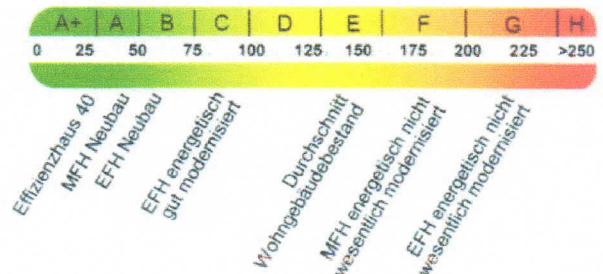 A+ A B C D E F G H
0 25 50 75 100 125 150 175 200 225 >250
Effizienzhaus 40
MFH Neubau
EFH Neubau
EFH energetisch
gut modernisiert
Durchschnitt
Wohngebäudebestand
MFH energetisch nicht
wesentlich modernisiert
EFH energetisch nicht
wesentlich modernisiert